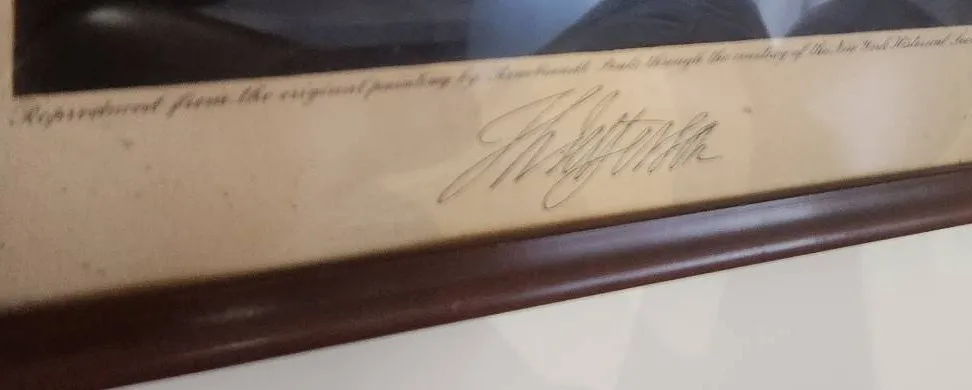 Reproduced from the original painting by Rembrandt Peale through the courtesy of the New York Historical
Th Jefferson